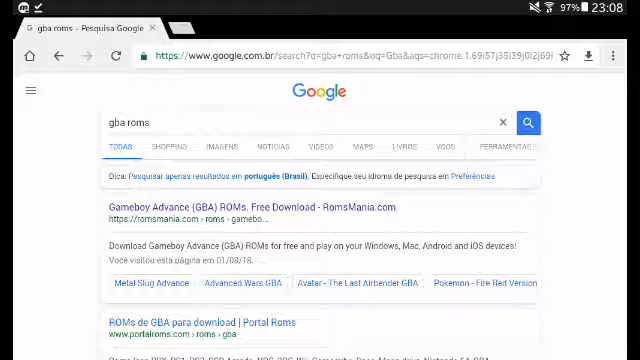 97% 23:08
gba roms - Pesquisa Google
https://www.google.com.br/search?q=gba+roms&oq=Gba&aqs=chrome.1.69i57j35i39j0l2j69i
Google
gba roms
TODAS SHOPPING IMAGENS NOTÍCIAS VÍDEOS MAPS LIVROS VOOS FERRAMENTAS
Dica: Pesquisar apenas resultados em português (Brasil). Especifique seu idioma de pesquisa em Preferências
Gameboy Advance (GBA) ROMs. Free Download - RomsMania.com
https://romsmania.com › roms › gamebo...
Download Gameboy Advance (GBA) ROMs for free and play on your Windows, Mac, Android and iOS devices!
Você visitou esta página em 01/08/18.
Metal Slug Advance Advanced Wars GBA Avatar - The Last Airbender GBA Pokemon - Fire Red Version
ROMs de GBA para download | Portal Roms
www.portalroms.com › roms › gba